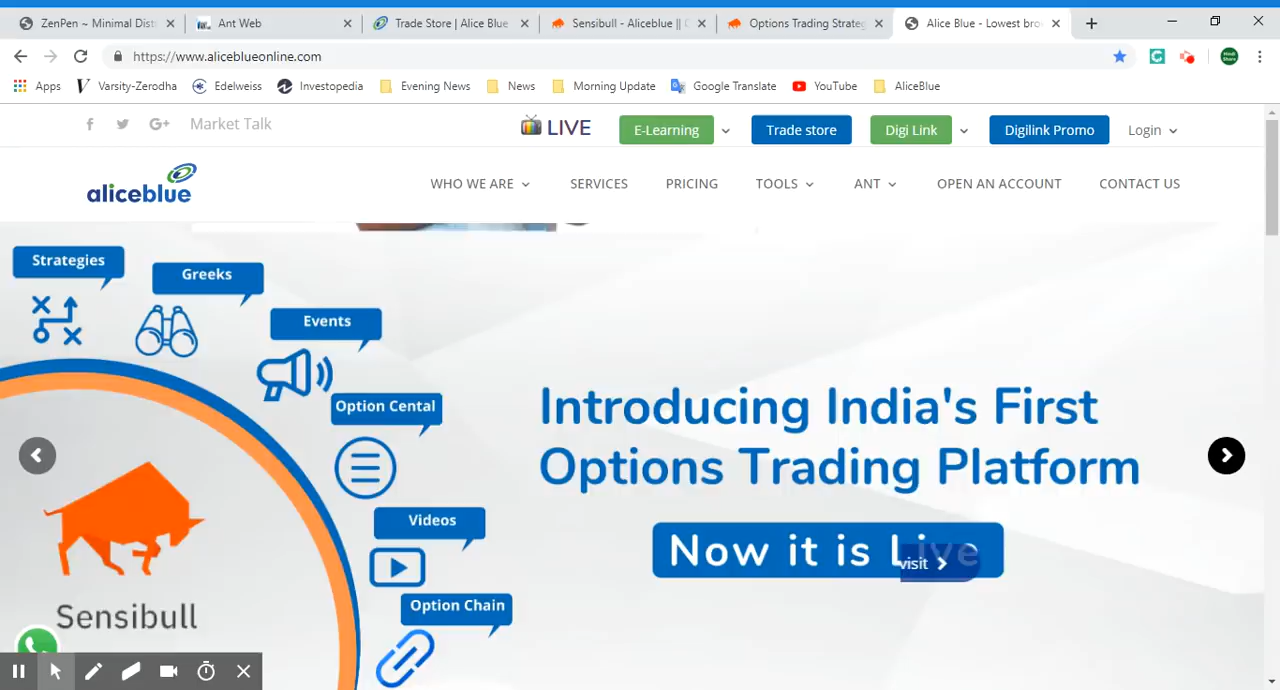 ZenPen ~ Minimal Dist
Ant Web
Trade Store | Alice Blue
Sensibull - Aliceblue ||
Options Trading Strate
Alice Blue - Lowest bro
https://www.aliceblueonline.com
Apps
Varsity-Zerodha
Edelweiss
Investopedia
Evening News
News
Morning Update
Google Translate
YouTube
AliceBlue
Market Talk
LIVE
E-Learning
Trade store
Digi Link
Digilink Promo
Login
aliceblue
WHO WE ARE
SERVICES
PRICING
TOOLS
ANT
OPEN AN ACCOUNT
CONTACT US
Strategies
Greeks
Events
Option Cental
Videos
Option Chain
Sensibull
Introducing India's First
Options Trading Platform
Now it is Live
visit